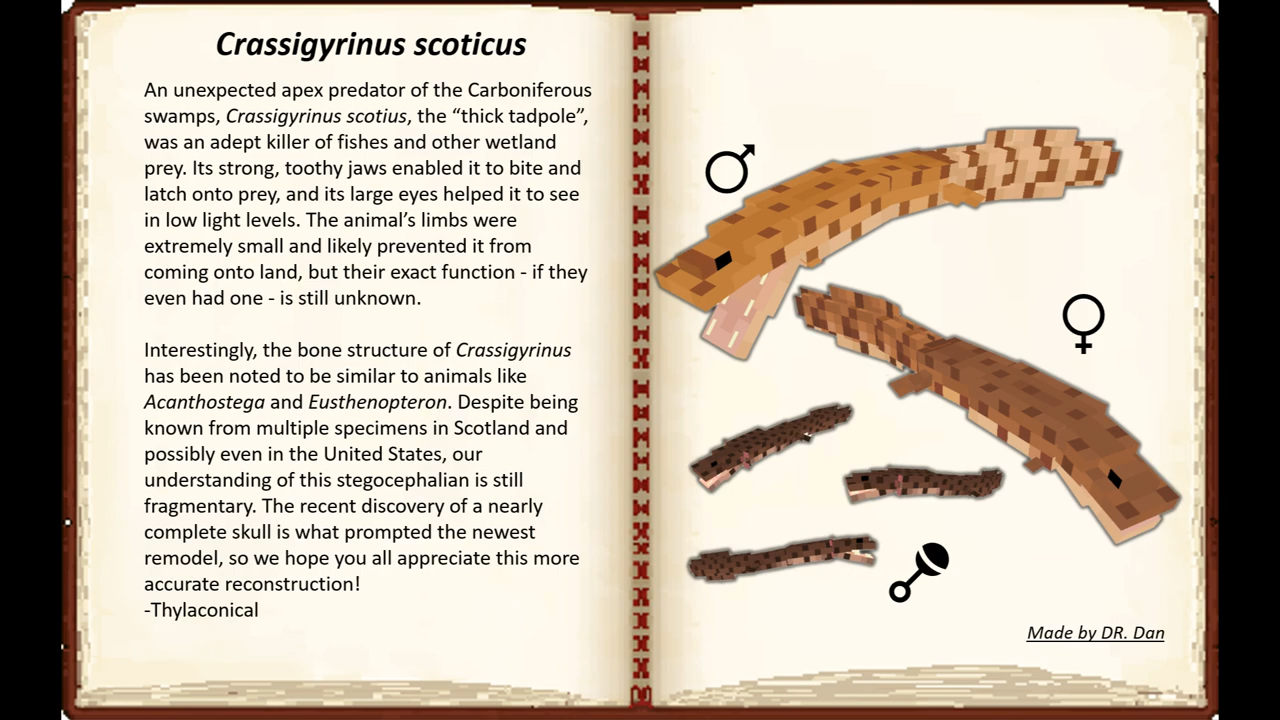 Crassigyrinus scoticus
An unexpected apex predator of the Carboniferous
swamps, Crassigyrinus scotius, the “thick tadpole”,
was an adept killer of fishes and other wetland
prey. Its strong, toothy jaws enabled it to bite and
latch onto prey, and its large eyes helped it to see
in low light levels. The animal’s limbs were
extremely small and likely prevented it from
coming onto land, but their exact function - if they
even had one - is still unknown.
Interestingly, the bone structure of Crassigyrinus
has been noted to be similar to animals like
Acanthostega and Eusthenopteron. Despite being
known from multiple specimens in Scotland and
possibly even in the United States, our
understanding of this stegocephalian is still
fragmentary. The recent discovery of a nearly
complete skull is what prompted the newest
remodel, so we hope you all appreciate this more
accurate reconstruction!
-Thylaconical
Made by DR. Dan